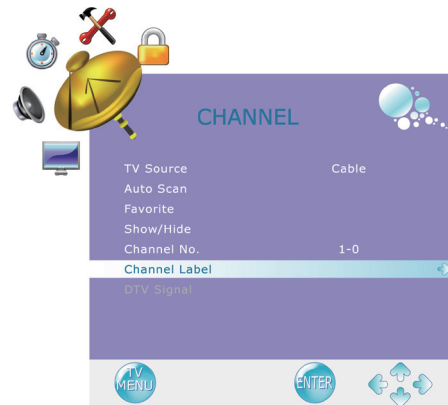 CHANNEL
TV Source Cable
Auto Scan
Favorite
Show/Hide
Channel No. 1-0
Channel Label
DTV Signal
TV
MENU
ENTER